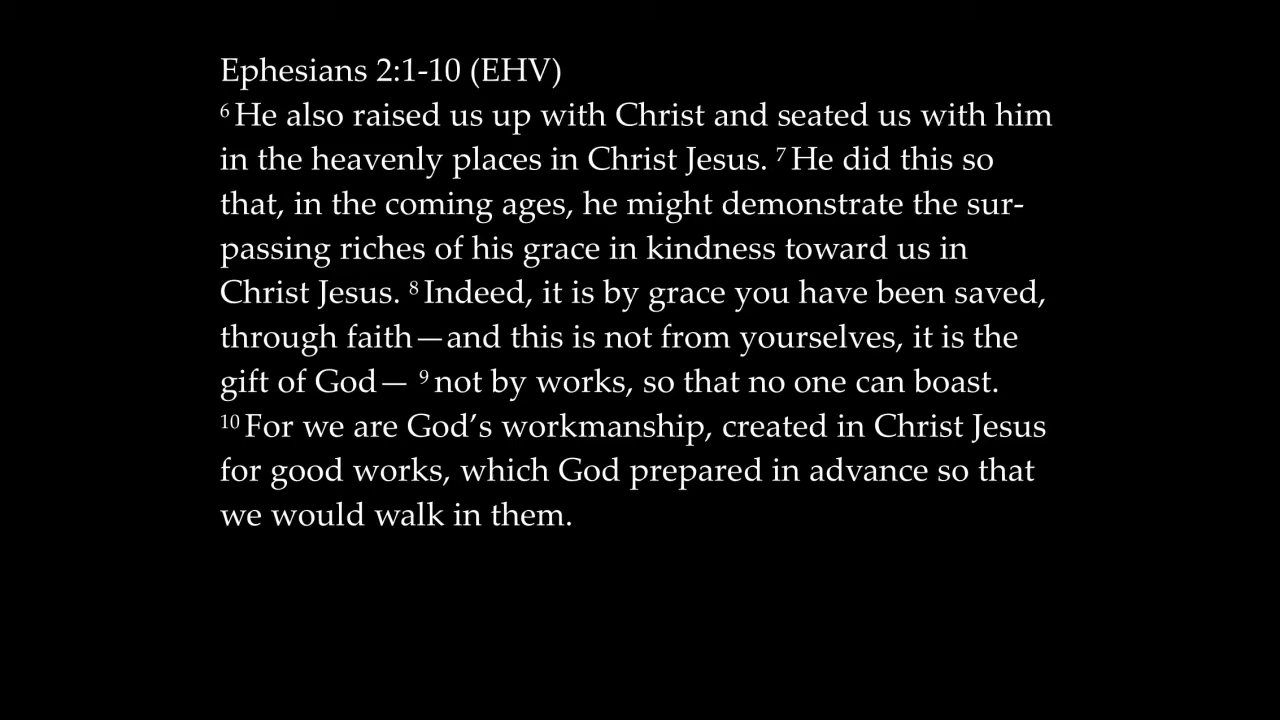 Ephesians 2:1-10 (EHV)
⁶ He also raised us up with Christ and seated us with him
in the heavenly places in Christ Jesus. ⁷ He did this so
that, in the coming ages, he might demonstrate the sur-
passing riches of his grace in kindness toward us in
Christ Jesus. ⁸ Indeed, it is by grace you have been saved,
through faith—and this is not from yourselves, it is the
gift of God— ⁹ not by works, so that no one can boast.
¹⁰ For we are God’s workmanship, created in Christ Jesus
for good works, which God prepared in advance so that
we would walk in them.